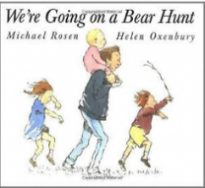 We're Going on a Bear Hunt
Michael Rosen Helen Oxenbury